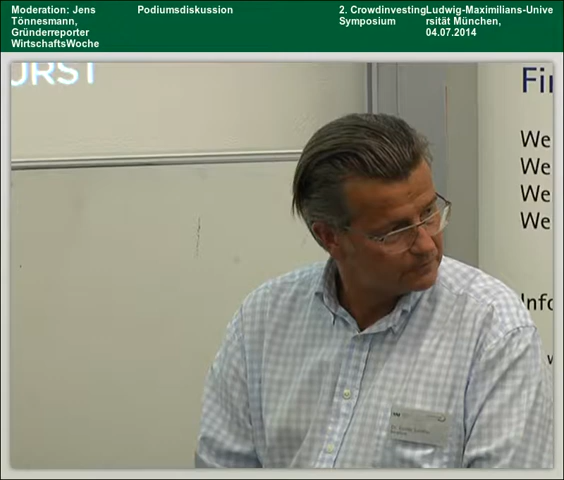 Moderation: Jens
Tönnesmann,
Gründerreporter
WirtschaftsWoche
Podiumsdiskussion
2. Crowdinvesting
Symposium
Ludwig-Maximilians-Unive
rsität München,
04.07.2014
URST
Fi
We
We
We
We
Info
w